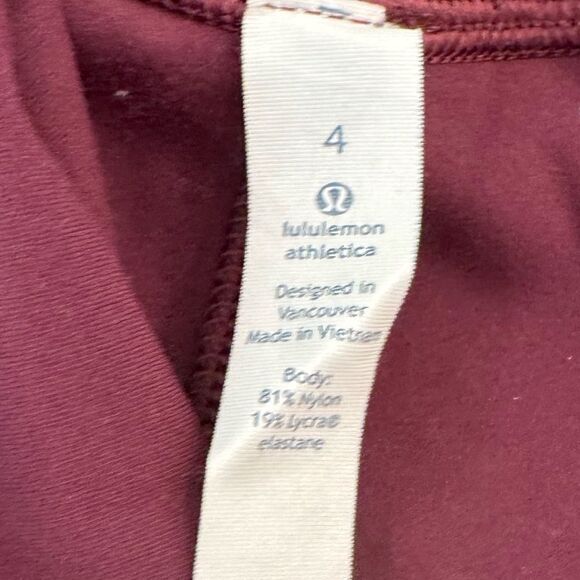 4
lululemon
athletica
Designed in
Vancouver
Made in Vietnam
Body:
81% Nylon
19% Lycra®
elastane